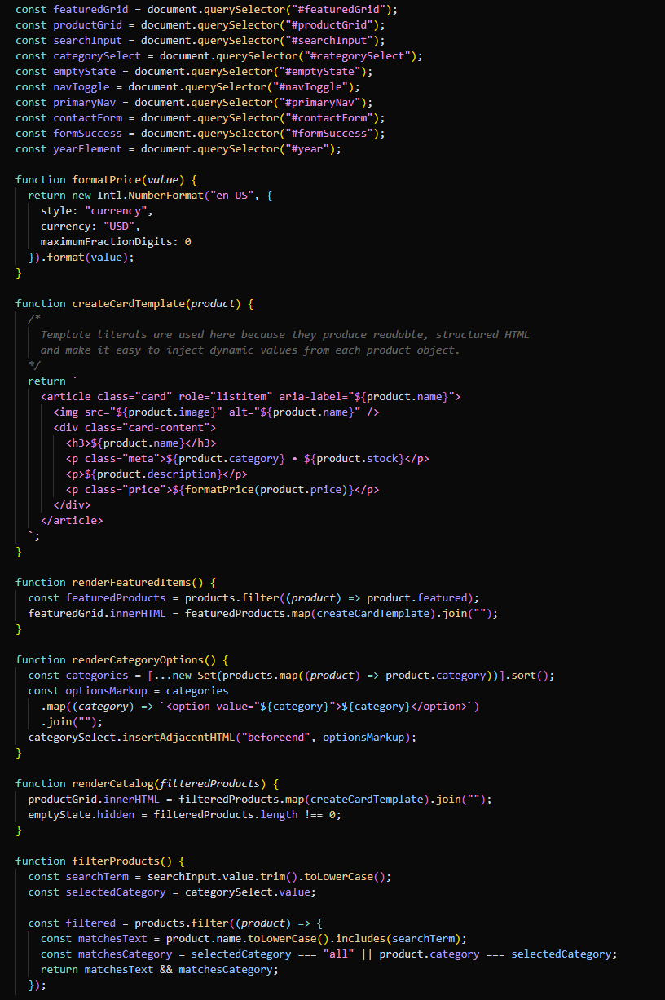 const featuredGrid = document.querySelector("#featuredGrid");
const productGrid = document.querySelector("#productGrid");
const searchInput = document.querySelector("#searchInput");
const categorySelect = document.querySelector("#categorySelect");
const emptyState = document.querySelector("#emptyState");
const navToggle = document.querySelector("#navToggle");
const primaryNav = document.querySelector("#primaryNav");
const contactForm = document.querySelector("#contactForm");
const formSuccess = document.querySelector("#formSuccess");
const yearElement = document.querySelector("#year");

function formatPrice(value) {
  return new Intl.NumberFormat("en-US", {
    style: "currency",
    currency: "USD",
    maximumFractionDigits: 0
  }).format(value);
}

function createCardTemplate(product) {
  /*
    Template literals are used here because they produce readable, structured HTML
    and make it easy to inject dynamic values from each product object.
  */
  return `
    <article class="card" role="listitem" aria-label="${product.name}">
      <img src="${product.image}" alt="${product.name}" />
      <div class="card-content">
        <h3>${product.name}</h3>
        <p class="meta">${product.category} • ${product.stock}</p>
        <p>${product.description}</p>
        <p class="price">${formatPrice(product.price)}</p>
      </div>
    </article>
  `;
}

function renderFeaturedItems() {
  const featuredProducts = products.filter((product) => product.featured);
  featuredGrid.innerHTML = featuredProducts.map(createCardTemplate).join("");
}

function renderCategoryOptions() {
  const categories = [...new Set(products.map((product) => product.category))].sort();
  const optionsMarkup = categories
    .map((category) => `<option value="${category}">${category}</option>`)
    .join("");
  categorySelect.insertAdjacentHTML("beforeend", optionsMarkup);
}

function renderCatalog(filteredProducts) {
  productGrid.innerHTML = filteredProducts.map(createCardTemplate).join("");
  emptyState.hidden = filteredProducts.length !== 0;
}

function filterProducts() {
  const searchTerm = searchInput.value.trim().toLowerCase();
  const selectedCategory = categorySelect.value;

  const filtered = products.filter((product) => {
    const matchesText = product.name.toLowerCase().includes(searchTerm);
    const matchesCategory = selectedCategory === "all" || product.category === selectedCategory;
    return matchesText && matchesCategory;
  });